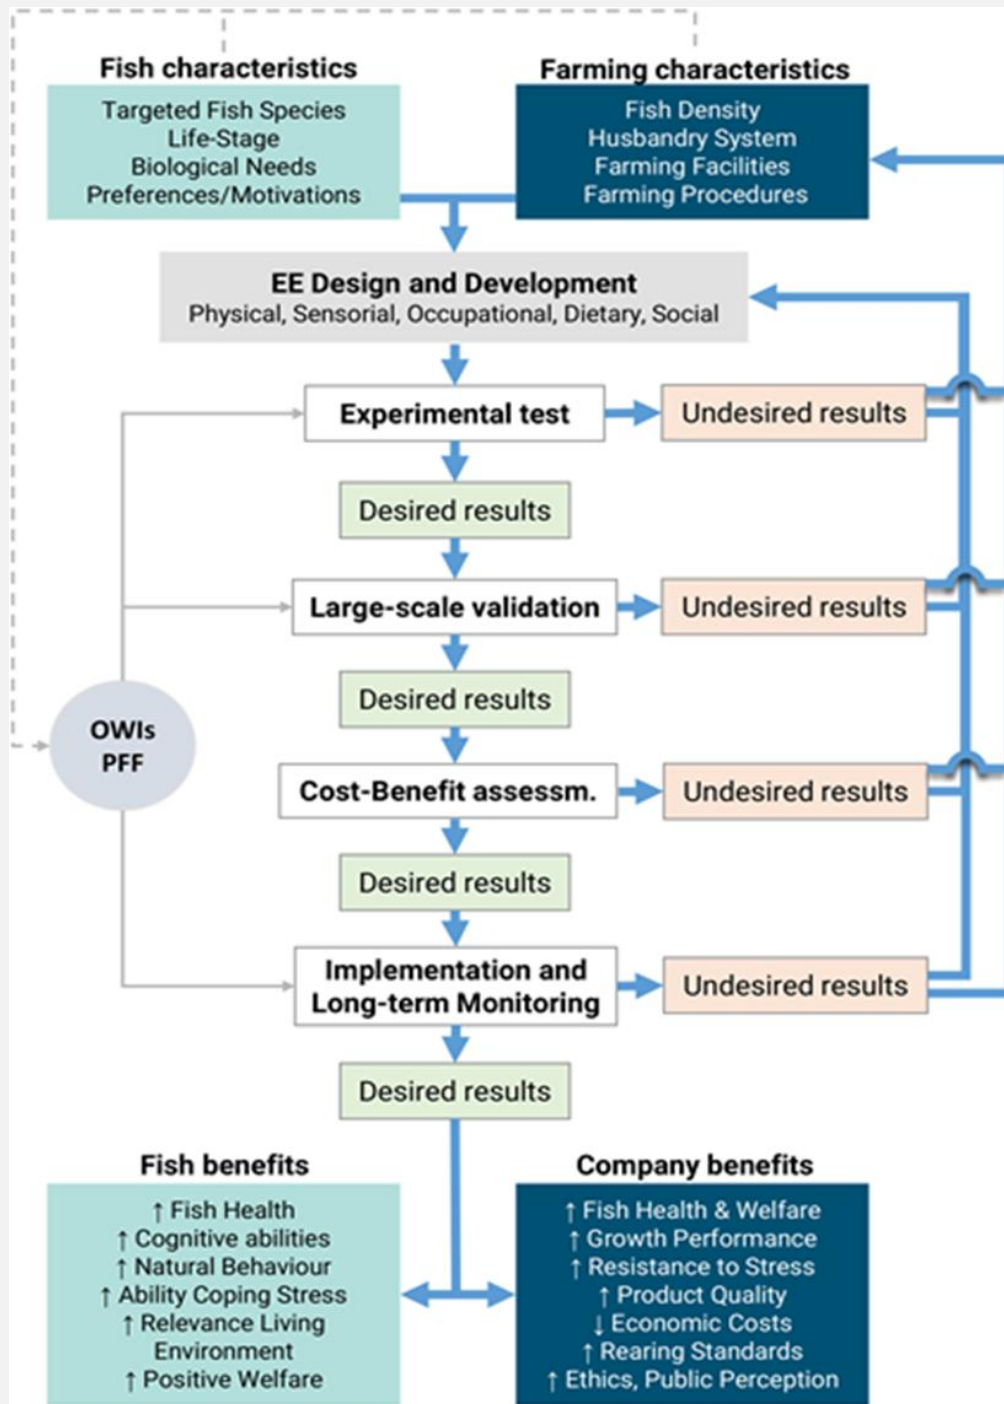 Fish characteristics
Targeted Fish Species
Life-Stage
Biological Needs
Preferences/Motivations
Farming characteristics
Fish Density
Husbandry System
Farming Facilities
Farming Procedures
EE Design and Development
Physical, Sensorial, Occupational, Dietary, Social
Experimental test
Undesired results
Desired results
Large-scale validation
Undesired results
Desired results
OWIs
PFF
Cost-Benefit assessm.
Undesired results
Desired results
Implementation and
Long-term Monitoring
Undesired results
Desired results
Fish benefits
↑ Fish Health
↑ Cognitive abilities
↑ Natural Behaviour
↑ Ability Coping Stress
↑ Relevance Living
Environment
↑ Positive Welfare
Company benefits
↑ Fish Health & Welfare
↑ Growth Performance
↑ Resistance to Stress
↑ Product Quality
↓ Economic Costs
↑ Rearing Standards
↑ Ethics, Public Perception